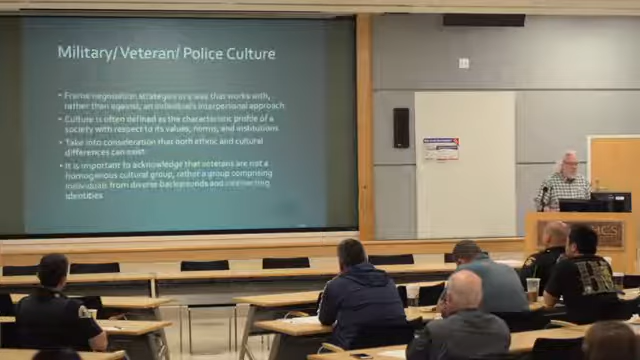 Military/ Veteran/ Police Culture
• Frame negotiation strategies in a way that works with,
rather than against, an individual's interpersonal approach
• Culture is often defined as the characteristic profile of a
society with respect to its values, norms, and institutions
• Take into consideration that both ethnic and cultural
differences can exist
• It is important to acknowledge that veterans are not a
homogenous cultural group, rather a group comprising
individuals from diverse backgrounds and intersecting
identities